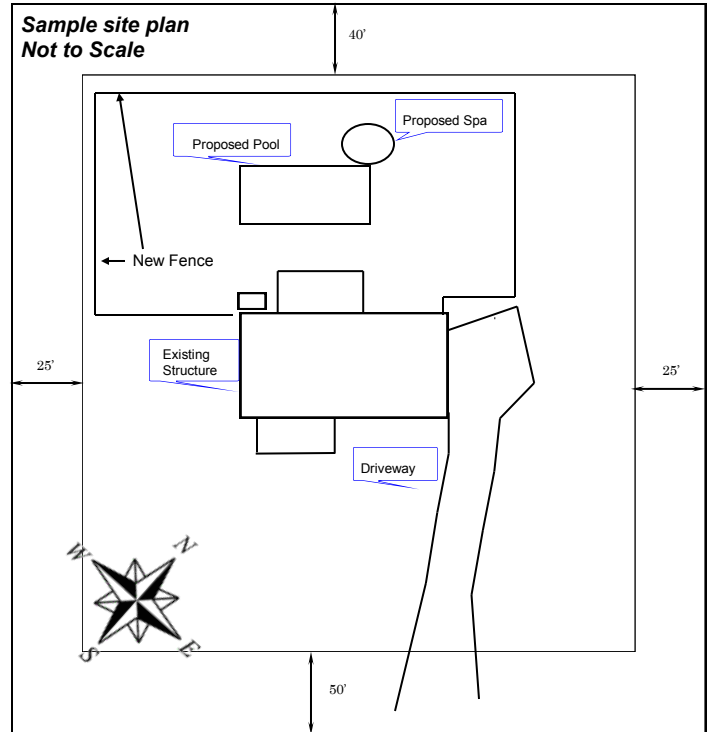 Sample site plan
Not to Scale
40'
Proposed Spa
Proposed Pool
New Fence
Existing
Structure
25'
25'
Driveway
W
N
S
E
50'